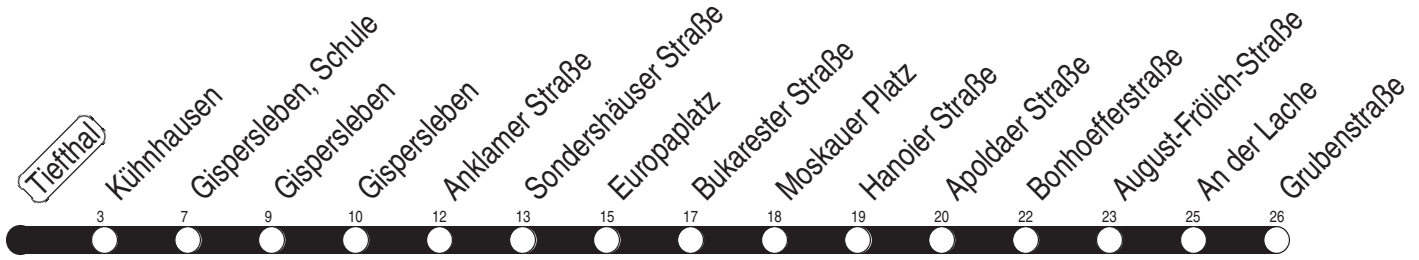 Tiefthal
Kühnhausen
Gispersleben, Schule
Gispersleben
Gispersleben
Anklamer Straße
Sondershäuser Straße
Europaplatz
Bukarester Straße
Moskauer Platz
Hanoier Straße
Apoldaer Straße
Bonhoefferstraße
August-Frölich-Straße
An der Lache
Grubenstraße
3 7 9 10 12 13 15 17 18 19 20 22 23 25 26